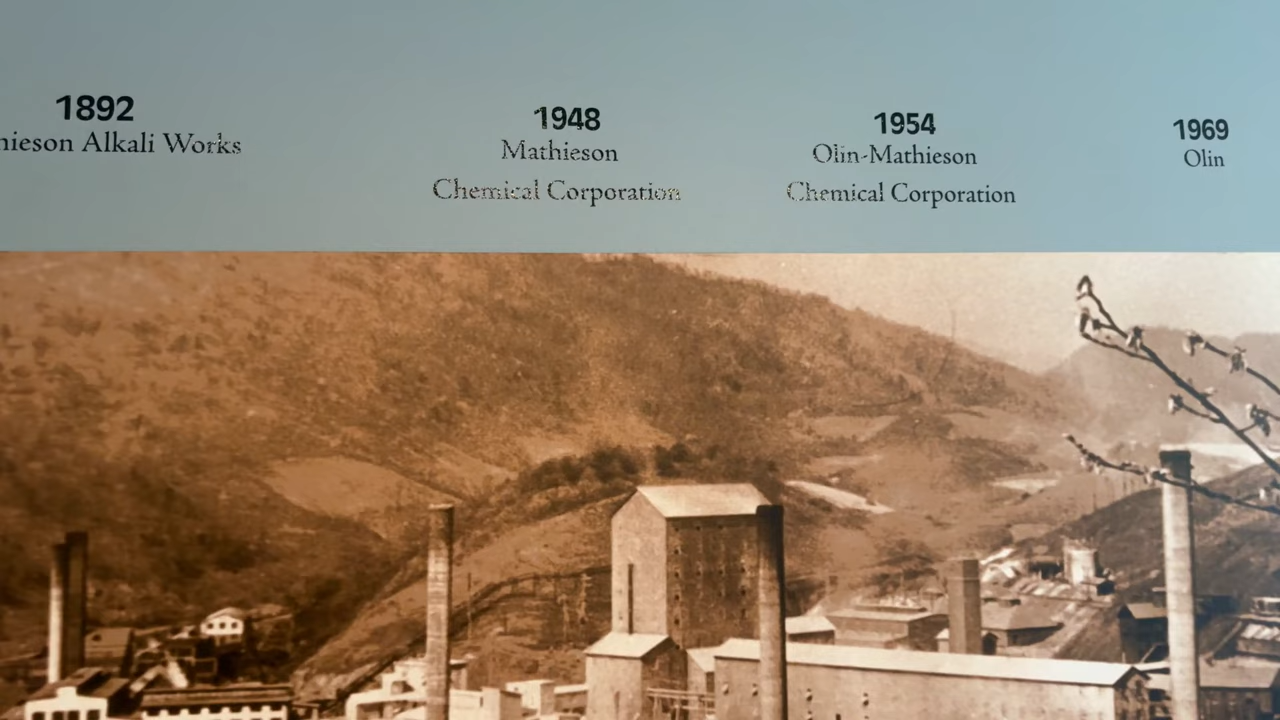 1892
hieson Alkali Works
1948
Mathieson
Chemical Corporation
1954
Olin-Mathieson
Chemical Corporation
1969
Olin